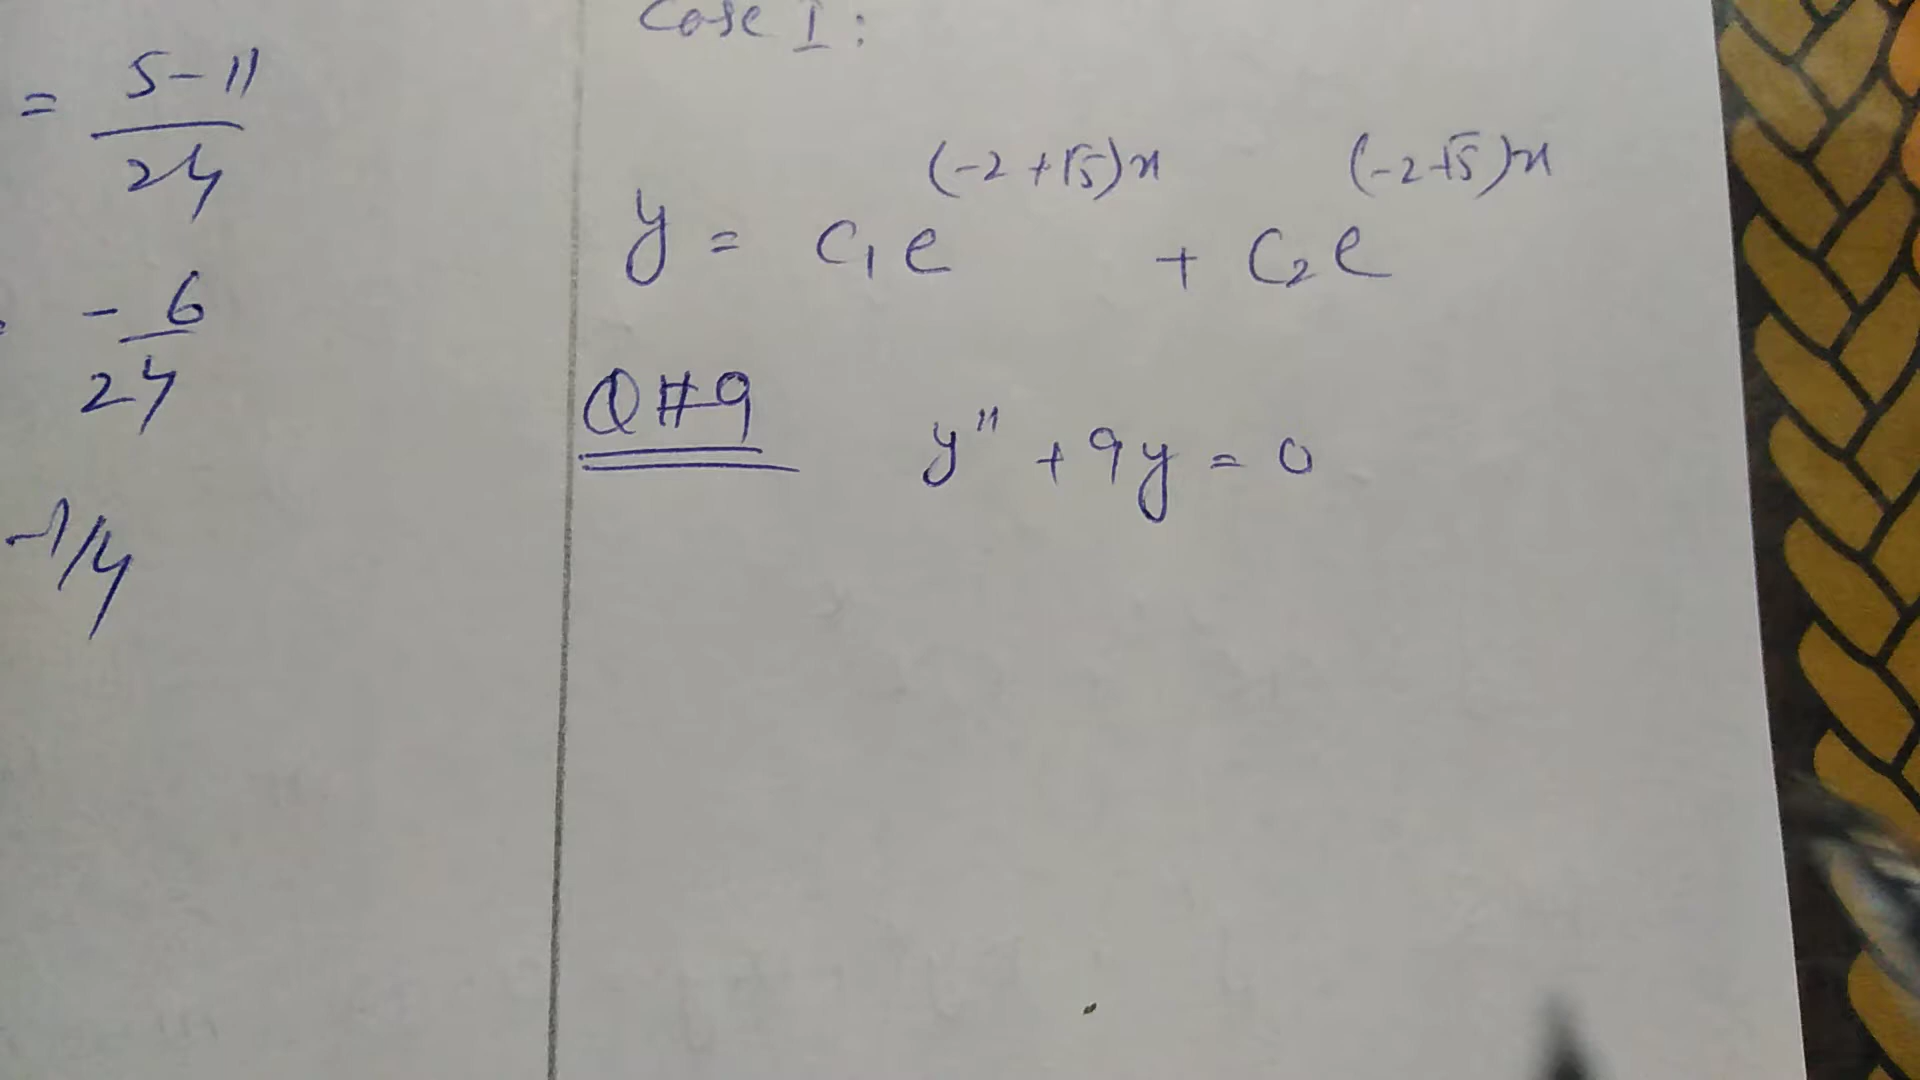 = 5-11/24
- 6/24
-1/4
Case I:
y = c₁e^(-2+√5)x + c₂e^(-2-√5)x
Q#9 y'' + 9y = 0